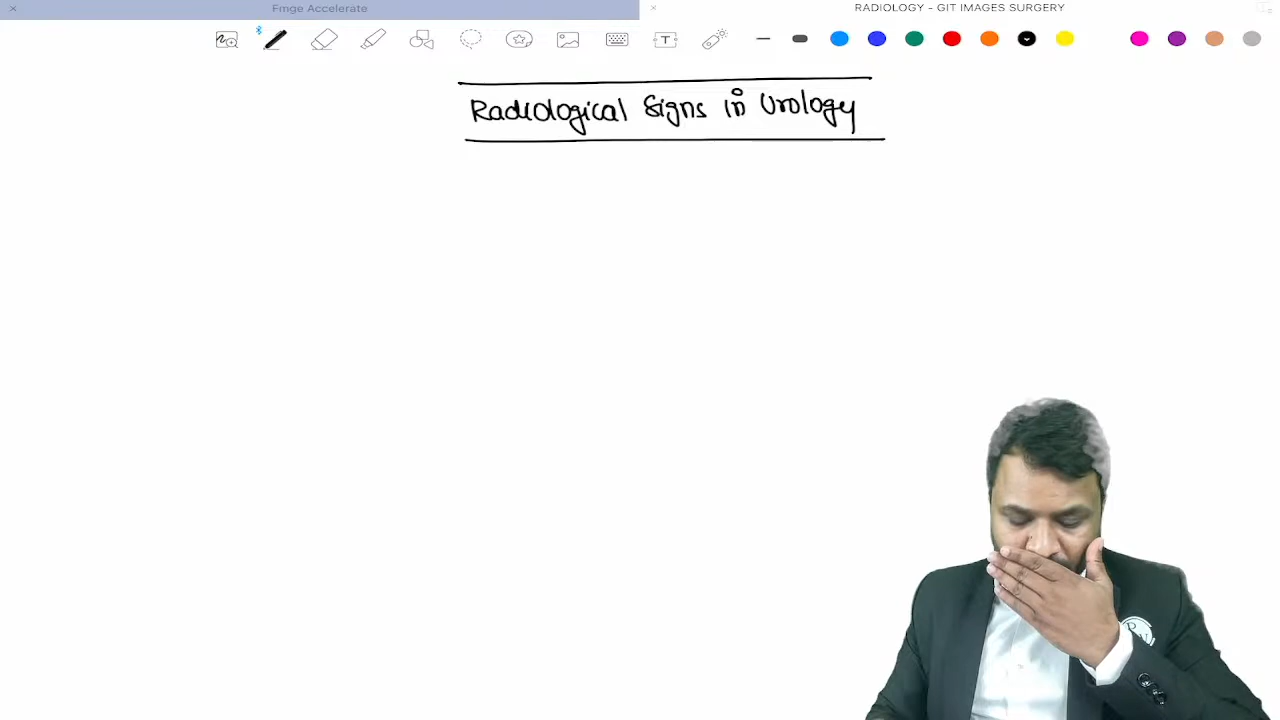 Fmge Accelerate
RADIOLOGY - GIT IMAGES SURGERY
T
Radiological Signs in Urology